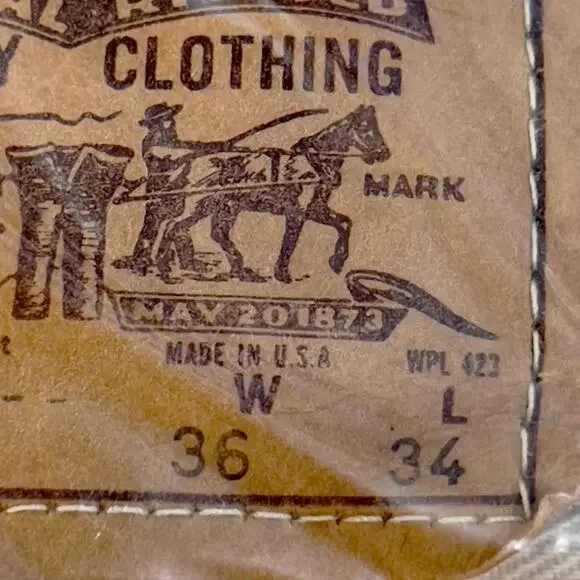 CLOTHING
MARK
MAY 20 1873
MADE IN U.S.A
WPL 423
W L
36 34